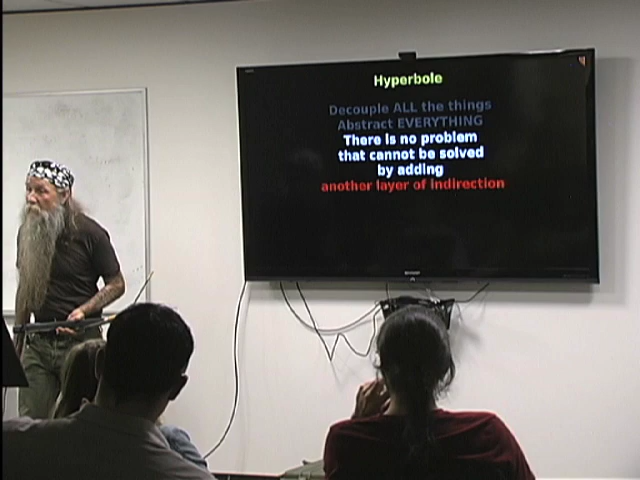 Hyperbole
Decouple ALL the things
Abstract EVERYTHING
There is no problem
that cannot be solved
by adding
another layer of indirection
SHARP